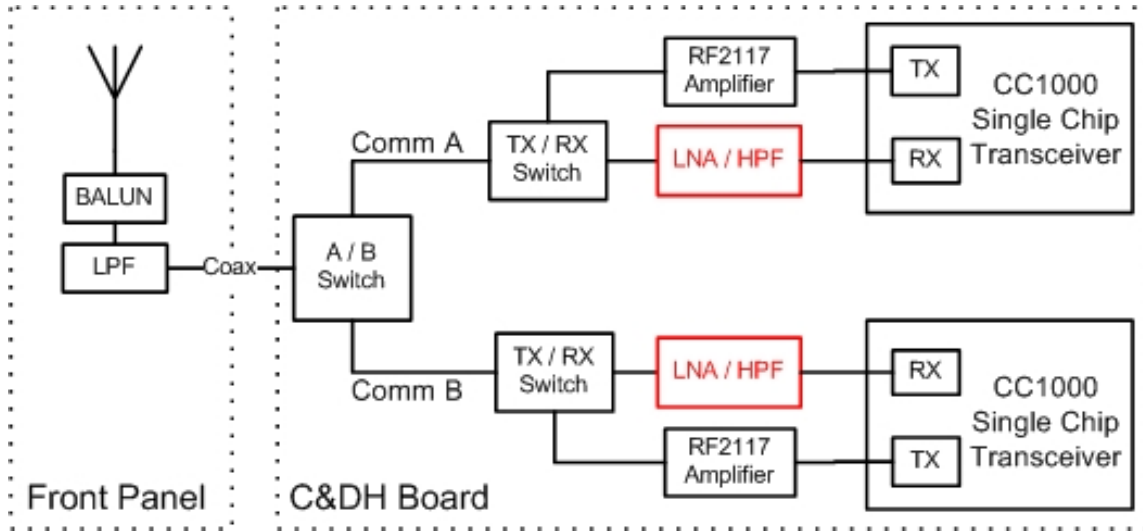 RF2117
Amplifier
TX
CC1000
Single Chip
Transceiver
Comm A
TX / RX
Switch
LNA / HPF
RX
BALUN
LPF
Coax
A / B
Switch
Comm B
TX / RX
Switch
LNA / HPF
RX
CC1000
Single Chip
Transceiver
RF2117
Amplifier
TX
Front Panel
C&DH Board